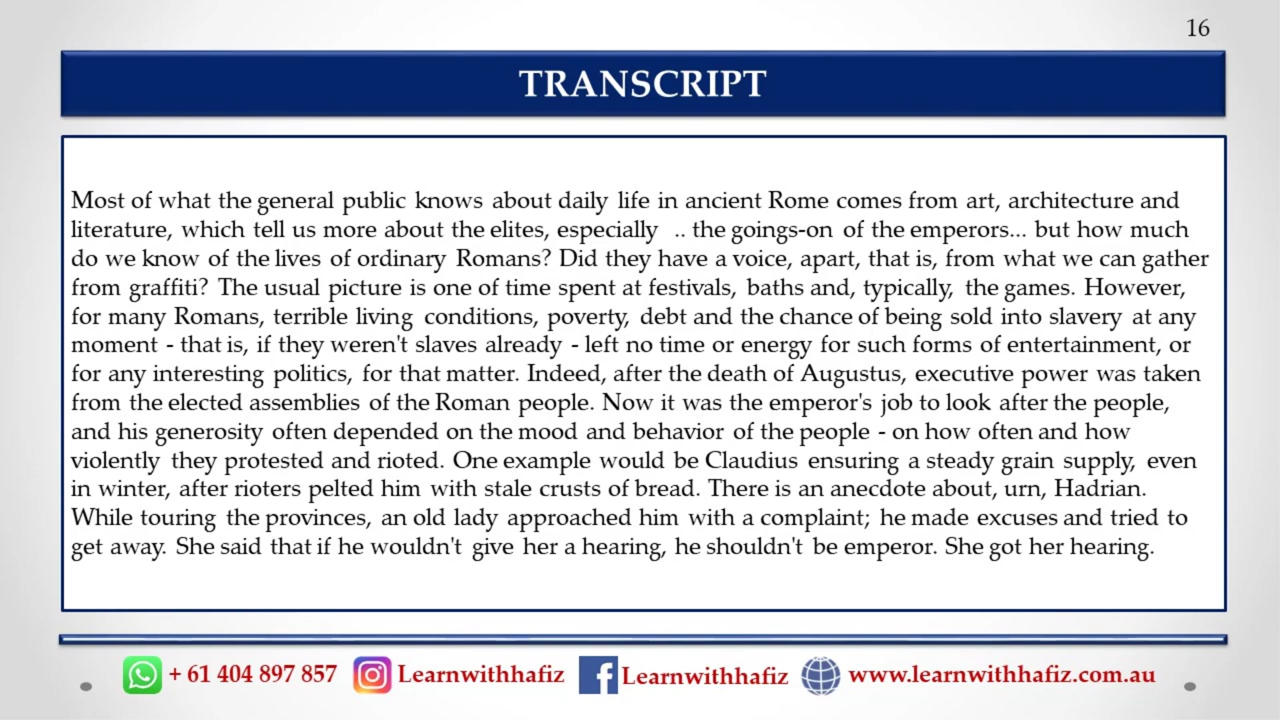 16
TRANSCRIPT
Most of what the general public knows about daily life in ancient Rome comes from art, architecture and
literature, which tell us more about the elites, especially .. the goings-on of the emperors... but how much
do we know of the lives of ordinary Romans? Did they have a voice, apart, that is, from what we can gather
from graffiti? The usual picture is one of time spent at festivals, baths and, typically, the games. However,
for many Romans, terrible living conditions, poverty, debt and the chance of being sold into slavery at any
moment - that is, if they weren't slaves already - left no time or energy for such forms of entertainment, or
for any interesting politics, for that matter. Indeed, after the death of Augustus, executive power was taken
from the elected assemblies of the Roman people. Now it was the emperor's job to look after the people,
and his generosity often depended on the mood and behavior of the people - on how often and how
violently they protested and rioted. One example would be Claudius ensuring a steady grain supply, even
in winter, after rioters pelted him with stale crusts of bread. There is an anecdote about, urn, Hadrian.
While touring the provinces, an old lady approached him with a complaint; he made excuses and tried to
get away. She said that if he wouldn't give her a hearing, he shouldn't be emperor. She got her hearing.
+ 61 404 897 857 Learnwithhafiz Learnwithhafiz www.learnwithhafiz.com.au